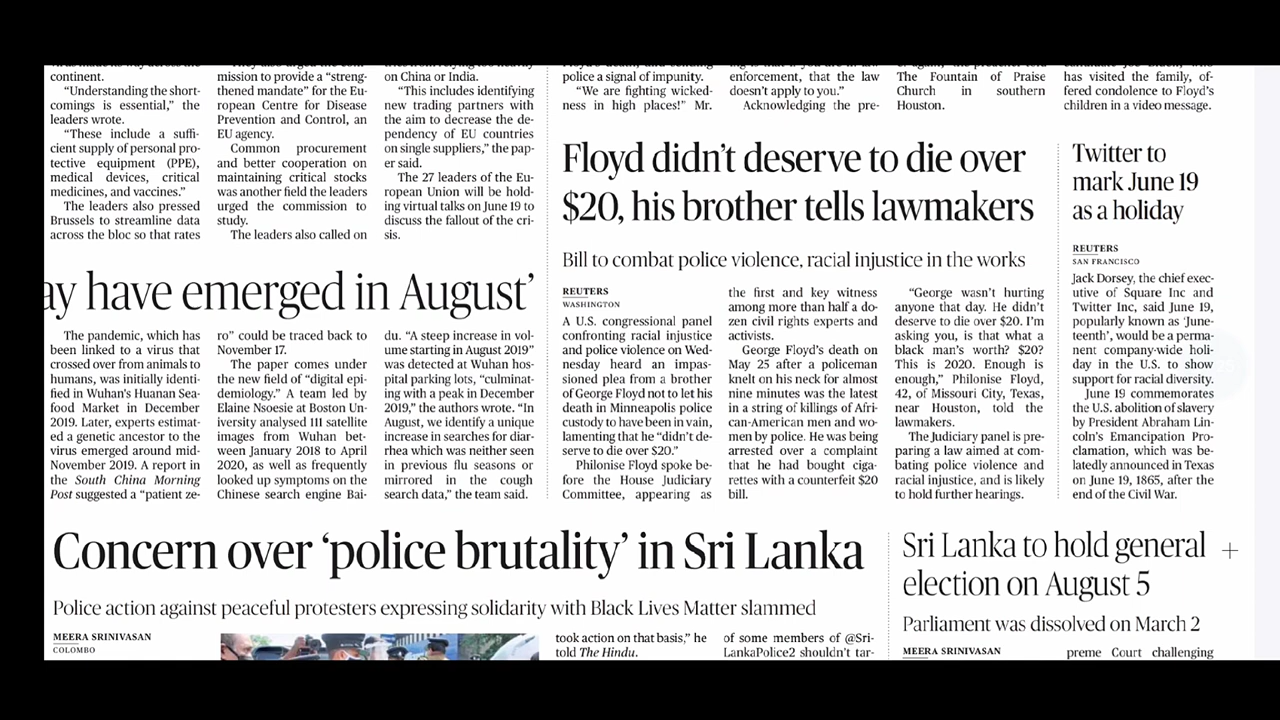 continent.
“Understanding the short-
comings is essential,” the
leaders wrote.
“These include a suffi-
cient supply of personal pro-
tective equipment (PPE),
medical devices, critical
medicines, and vaccines.”
The leaders also pressed
Brussels to streamline data
across the bloc so that rates
mission to provide a “streng-
thened mandate” for the Eu-
ropean Centre for Disease
Prevention and Control, an
EU agency.
Common procurement
and better cooperation on
maintaining critical stocks
was another field the leaders
urged the commission to
study.
The leaders also called on
on China or India.
“This includes identifying
new trading partners with
the aim to decrease the de-
pendency of EU countries
on single suppliers,” the pap-
er said.
The 27 leaders of the Eu-
ropean Union will be hold-
ing virtual talks on June 19 to
discuss the fallout of the cri-
sis.
police a signal of impunity.
“We are fighting wicked-
ness in high places!” Mr.
enforcement, that the law
doesn’t apply to you.”
Acknowledging the pre-
The Fountain of Praise
Church in southern
Houston.
has visited the family, of-
fered condolence to Floyd’s
children in a video message.
ay have emerged in August’
The pandemic, which has
been linked to a virus that
crossed over from animals to
humans, was initially identi-
fied in Wuhan’s Huanan Sea-
food Market in December
2019. Later, experts estimat-
ed a genetic ancestor to the
virus emerged around mid-
November 2019. A report in
the South China Morning
Post suggested a “patient ze-
ro” could be traced back to
November 17.
The paper comes under
the new field of “digital epi-
demiology.” A team led by
Elaine Nsoesie at Boston Un-
iversity analysed 111 satellite
images from Wuhan bet-
ween January 2018 to April
2020, as well as frequently
looked up symptoms on the
Chinese search engine Bai-
du. “A steep increase in vol-
ume starting in August 2019”
was detected at Wuhan hos-
pital parking lots, “culminat-
ing with a peak in December
2019,” the authors wrote. “In
August, we identify a unique
increase in searches for diar-
rhea which was neither seen
in previous flu seasons or
mirrored in the cough
search data,” the team said.
Floyd didn’t deserve to die over
$20, his brother tells lawmakers
Bill to combat police violence, racial injustice in the works
REUTERS
WASHINGTON
A U.S. congressional panel
confronting racial injustice
and police violence on Wed-
nesday heard an impas-
sioned plea from a brother
of George Floyd not to let his
death in Minneapolis police
custody to have been in vain,
lamenting that he “didn’t de-
serve to die over $20.”
Philonise Floyd spoke be-
fore the House Judiciary
Committee, appearing as
the first and key witness
among more than half a do-
zen civil rights experts and
activists.
George Floyd’s death on
May 25 after a policeman
knelt on his neck for almost
nine minutes was the latest
in a string of killings of Afri-
can-American men and wo-
men by police. He was being
arrested over a complaint
that he had bought ciga-
rettes with a counterfeit $20
bill.
“George wasn’t hurting
anyone that day. He didn’t
deserve to die over $20. I’m
asking you, is that what a
black man’s worth? $20?
This is 2020. Enough is
enough,” Philonise Floyd,
42, of Missouri City, Texas,
near Houston, told the
lawmakers.
The Judiciary panel is pre-
paring a law aimed at com-
bating police violence and
racial injustice, and is likely
to hold further hearings.
Twitter to
mark June 19
as a holiday
REUTERS
SAN FRANCISCO
Jack Dorsey, the chief exec-
utive of Square Inc and
Twitter Inc, said June 19,
popularly known as ‘June-
teenth’, would be a perma-
nent company-wide holi-
day in the U.S. to show
support for racial diversity.
June 19 commemorates
the U.S. abolition of slavery
by President Abraham Lin-
coln’s Emancipation Pro-
clamation, which was be-
latedly announced in Texas
on June 19, 1865, after the
end of the Civil War.
Concern over ‘police brutality’ in Sri Lanka
Police action against peaceful protesters expressing solidarity with Black Lives Matter slammed
MEERA SRINIVASAN
COLOMBO
took action on that basis,” he
told The Hindu.
of some members of @Sri-
LankaPolice2 shouldn’t tar-
Sri Lanka to hold general
election on August 5
Parliament was dissolved on March 2
MEERA SRINIVASAN
preme Court challenging